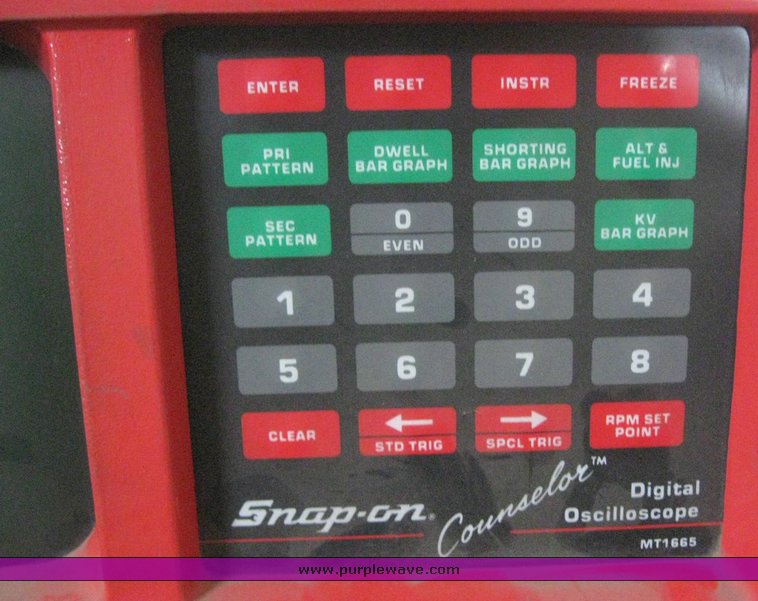 ENTER RESET INSTR FREEZE
PRI PATTERN DWELL BAR GRAPH SHORTING BAR GRAPH ALT & FUEL INJ
SEC PATTERN 0 EVEN 9 ODD KV BAR GRAPH
1 2 3 4
5 6 7 8
CLEAR ← STD TRIG → SPCL TRIG RPM SET POINT
Snap-on® Counselor™ Digital Oscilloscope
MT1665
www.purplewave.com